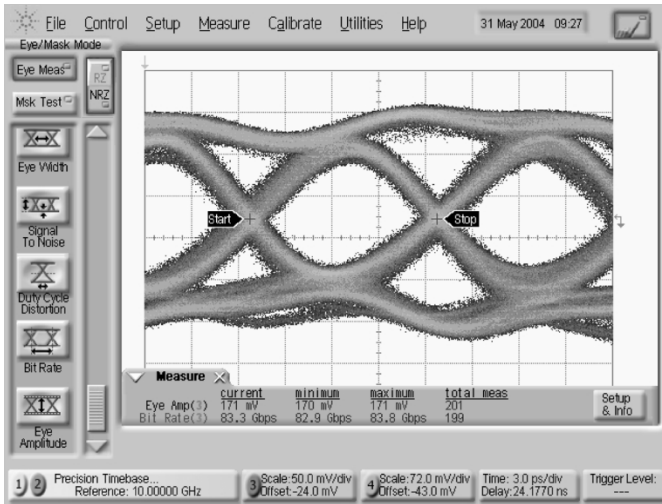 File Control Setup Measure Calibrate Utilities Help 31 May 2004 09:27
Eye/Mask Mode
Eye Meas
RZ
NRZ
Msk Test
Eye Width
Signal
To Noise
Duty Cycle
Distortion
Bit Rate
Eye
Amplitude
Start
Stop
Measure
current minimum maximum total meas
Eye Amp(3) 171 mV 170 mV 171 mV 201
Bit Rate(3) 83.3 Gbps 82.9 Gbps 83.8 Gbps 199
Setup
& Info
1 2 Precision Timebase...
Reference: 10.00000 GHz
3 Scale:50.0 mV/div
Offset:-24.0 mV
4 Scale:72.0 mV/div
Offset:-43.0 mV
Time: 3.0 ps/div
Delay:24.1770 ns
Trigger Level:
---